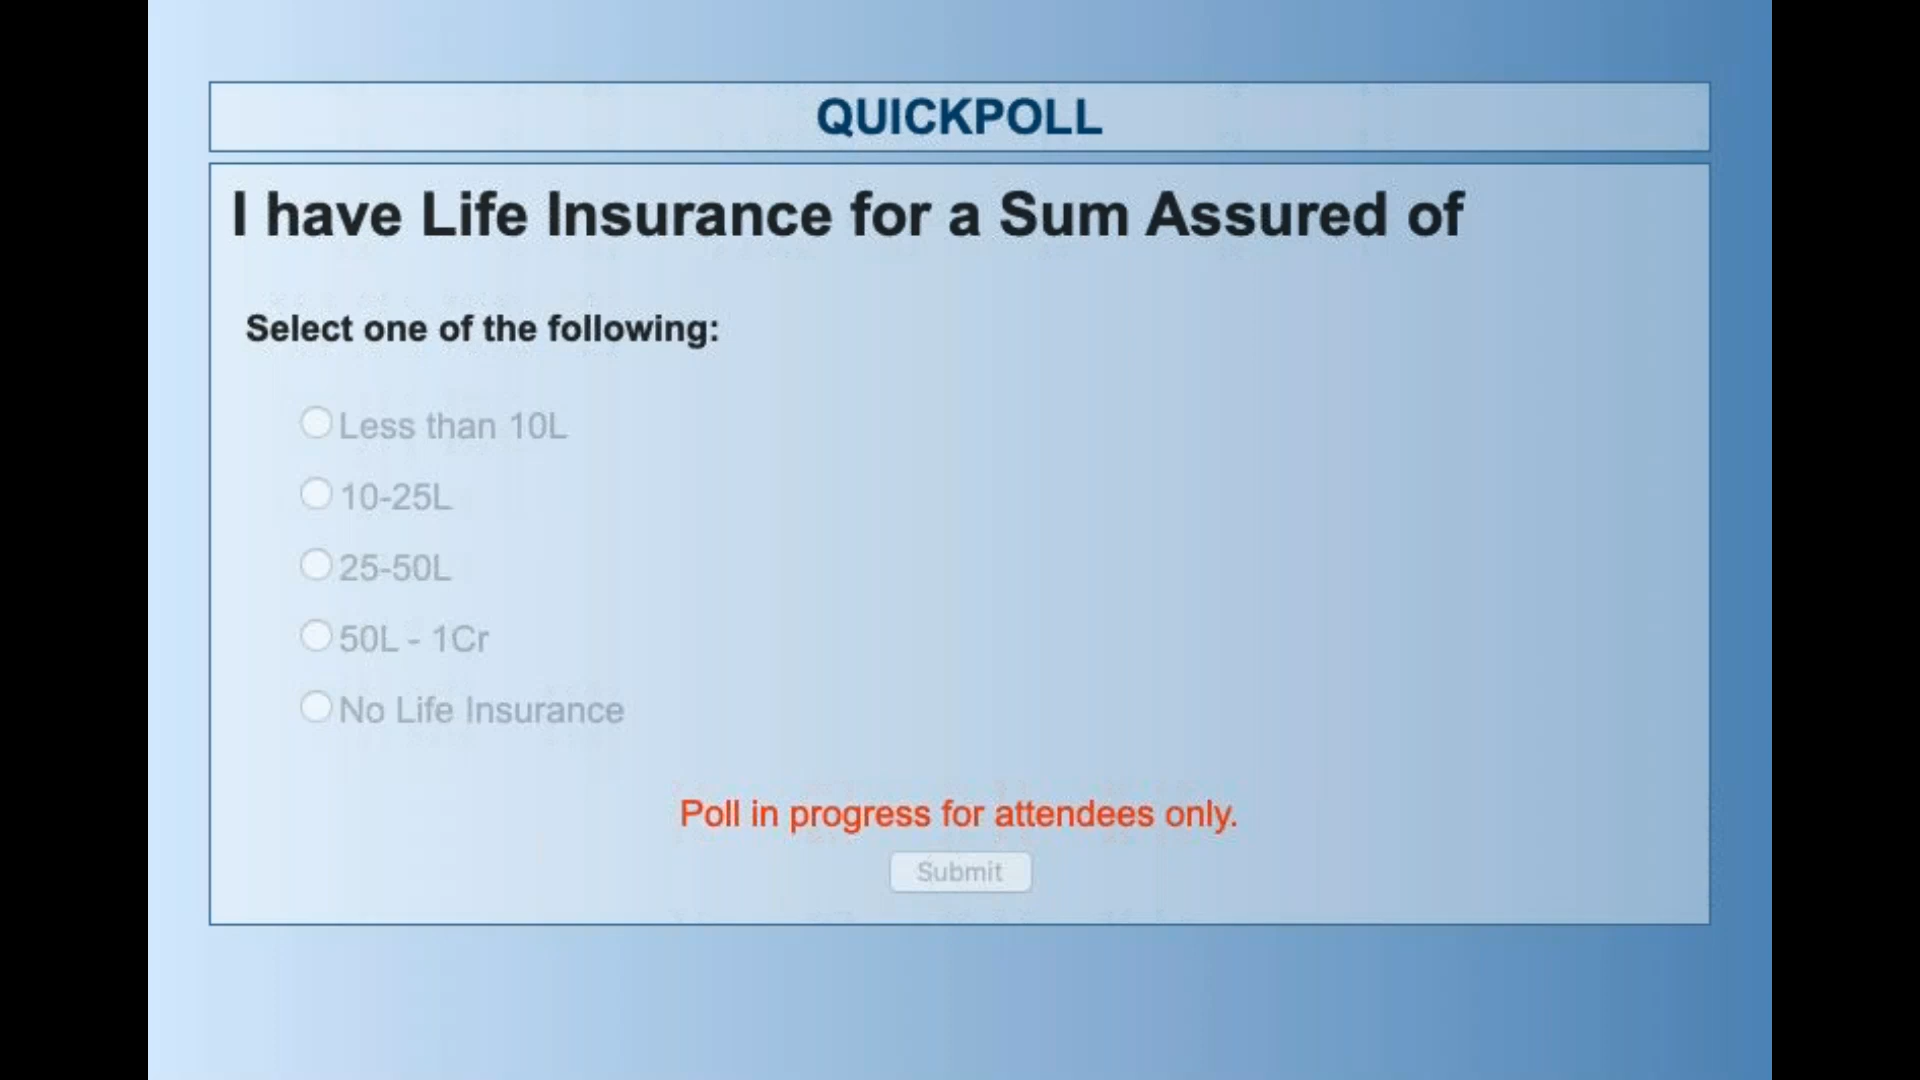 QUICKPOLL
I have Life Insurance for a Sum Assured of
Select one of the following:
Less than 10L
10-25L
25-50L
50L - 1Cr
No Life Insurance
Poll in progress for attendees only.
Submit